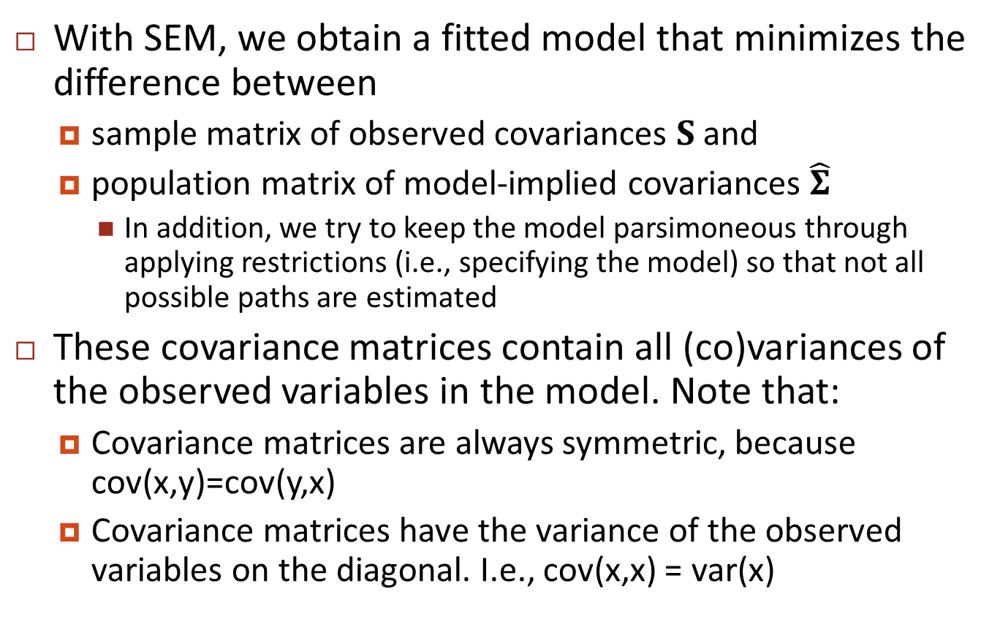 With SEM, we obtain a fitted model that minimizes the
difference between
sample matrix of observed covariances S and
population matrix of model-implied covariances Σ̂
In addition, we try to keep the model parsimoneous through
applying restrictions (i.e., specifying the model) so that not all
possible paths are estimated
These covariance matrices contain all (co)variances of
the observed variables in the model. Note that:
Covariance matrices are always symmetric, because
cov(x,y)=cov(y,x)
Covariance matrices have the variance of the observed
variables on the diagonal. I.e., cov(x,x) = var(x)